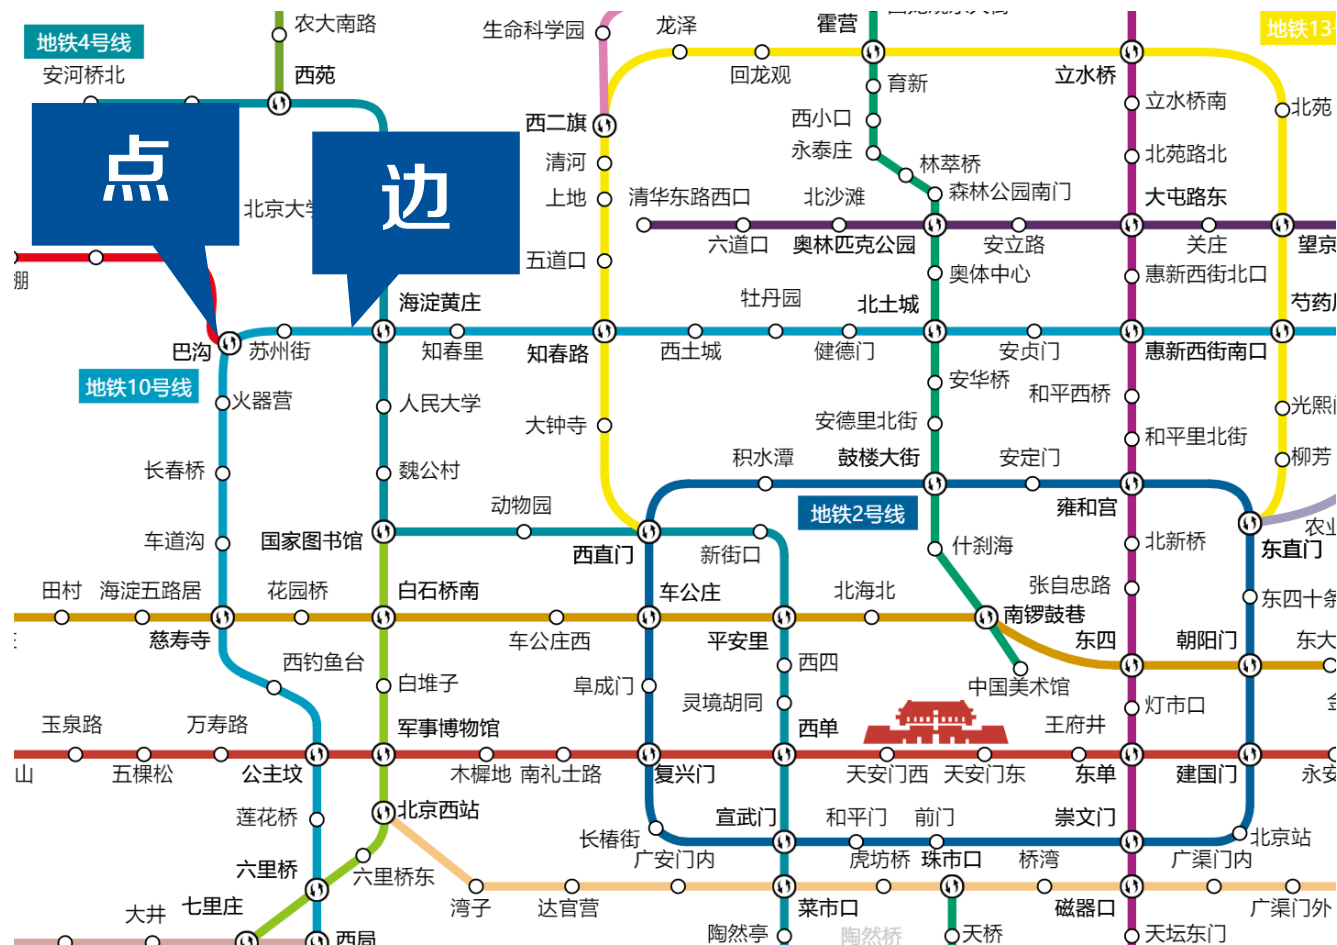 农大南路
生命科学园
龙泽
霍营
地铁4号线
地铁13
安河桥北
西苑
回龙观
育新
立水桥
立水桥南
北苑
西二旗
西小口
永泰庄
点
边
清河
林萃桥
北苑路北
上地
清华东路西口
北沙滩
森林公园南门
大屯路东
北京大学
六道口
奥林匹克公园
安立路
关庄
望京
五道口
奥体中心
惠新西街北口
棚
海淀黄庄
牡丹园
北土城
芍药居
巴沟
苏州街
知春里
知春路
西土城
健德门
安贞门
惠新西街南口
地铁10号线
火器营
人民大学
安华桥
和平西桥
光熙门
大钟寺
安德里北街
和平里北街
长春桥
魏公村
积水潭
鼓楼大街
安定门
柳芳
动物园
地铁2号线
雍和宫
农业
车道沟
国家图书馆
西直门
新街口
什刹海
北新桥
东直门
田村
海淀五路居
花园桥
白石桥南
车公庄
北海北
张自忠路
东四十条
慈寿寺
车公庄西
平安里
南锣鼓巷
东四
朝阳门
东大
西钓鱼台
白堆子
阜成门
西四
中国美术馆
灵境胡同
灯市口
玉泉路
万寿路
军事博物馆
西单
王府井
山
五棵松
公主坟
木樨地
南礼士路
复兴门
天安门西
天安门东
东单
建国门
永安
莲花桥
北京西站
宣武门
和平门
前门
崇文门
北京站
长椿街
广安门内
虎坊桥
珠市口
桥湾
广渠门内
六里桥
六里桥东
大井
七里庄
湾子
达官营
菜市口
磁器口
广渠门外
西局
陶然亭
陶然桥
天桥
天坛东门